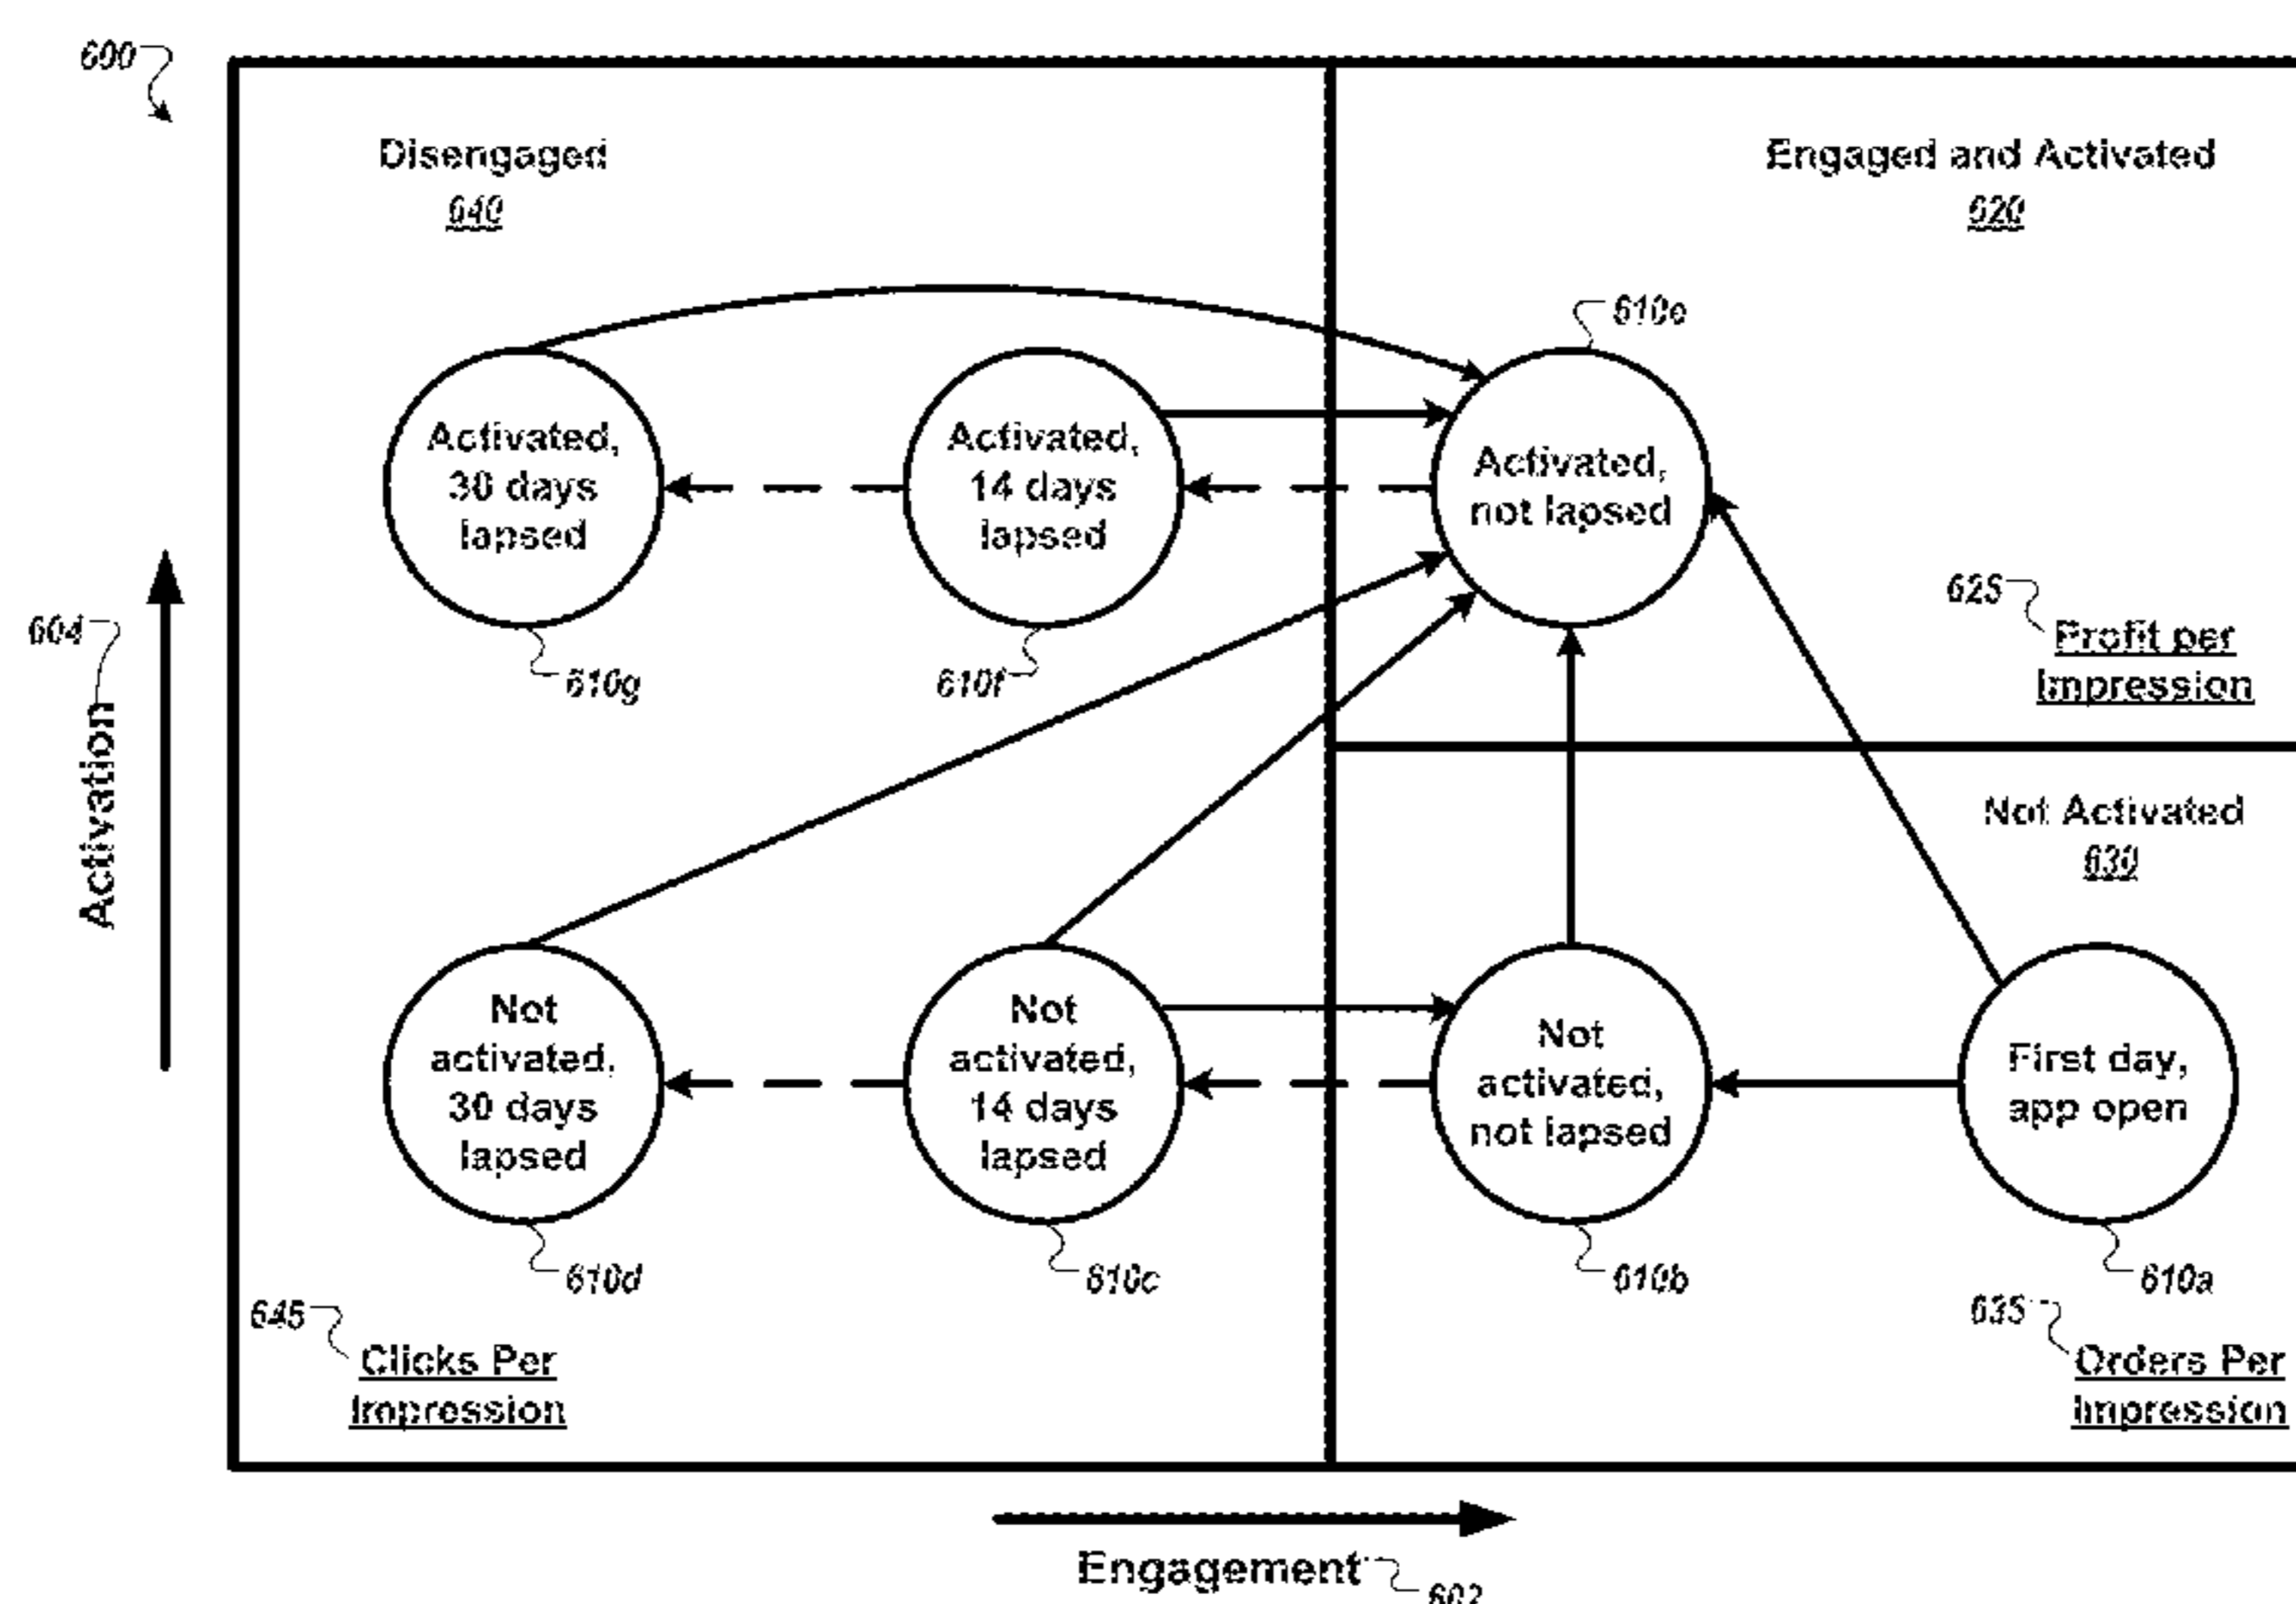 600
Disengaged
640
Engaged and Activated
620
610e
Activated,
30 days
lapsed
Activated,
14 days
lapsed
Activated,
not lapsed
610g
610f
625
Profit per
Impression
604
Activation
Not Activated
630
Not
activated,
30 days
lapsed
Not
activated,
14 days
lapsed
Not
activated,
not lapsed
First day,
app open
610d
610c
610b
610a
645
Clicks Per
Impression
635
Orders Per
Impression
Engagement
602